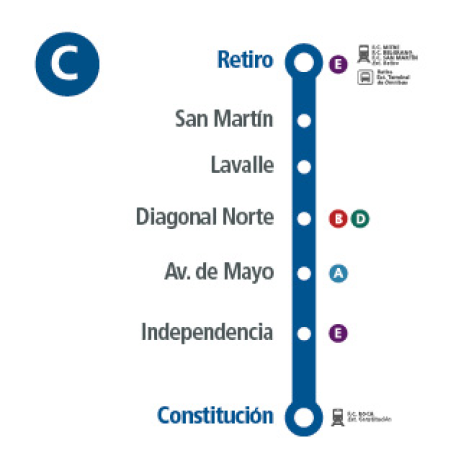 C
Retiro
E
F.C. MITRE
F.C. BELGRANO
F.C. SAN MARTÍN
Est. Retiro
Retiro
Est. Terminal
de Omnibus
San Martín
Lavalle
Diagonal Norte
B D
Av. de Mayo
A
Independencia
E
Constitución
F.C. ROCA
Est. Constitución